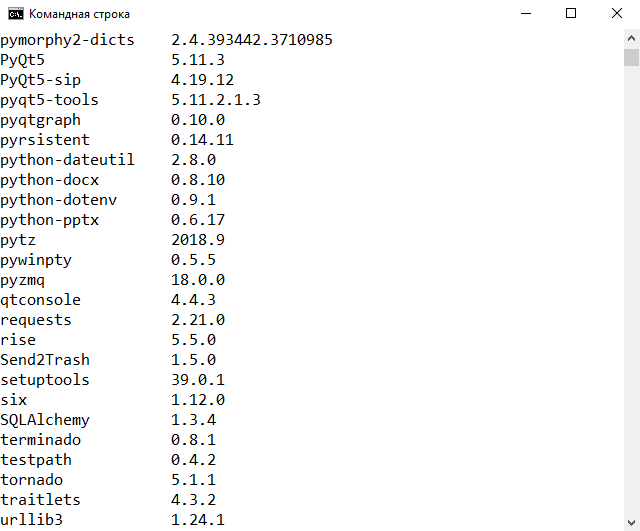 Командная строка
pymorphy2-dicts 2.4.393442.3710985
PyQt5 5.11.3
PyQt5-sip 4.19.12
pyqt5-tools 5.11.2.1.3
pyqtgraph 0.10.0
pyrsistent 0.14.11
python-dateutil 2.8.0
python-docx 0.8.10
python-dotenv 0.9.1
python-pptx 0.6.17
pytz 2018.9
pywinpty 0.5.5
pyzmq 18.0.0
qtconsole 4.4.3
requests 2.21.0
rise 5.5.0
Send2Trash 1.5.0
setuptools 39.0.1
six 1.12.0
SQLAlchemy 1.3.4
terminado 0.8.1
testpath 0.4.2
tornado 5.1.1
traitlets 4.3.2
urllib3 1.24.1